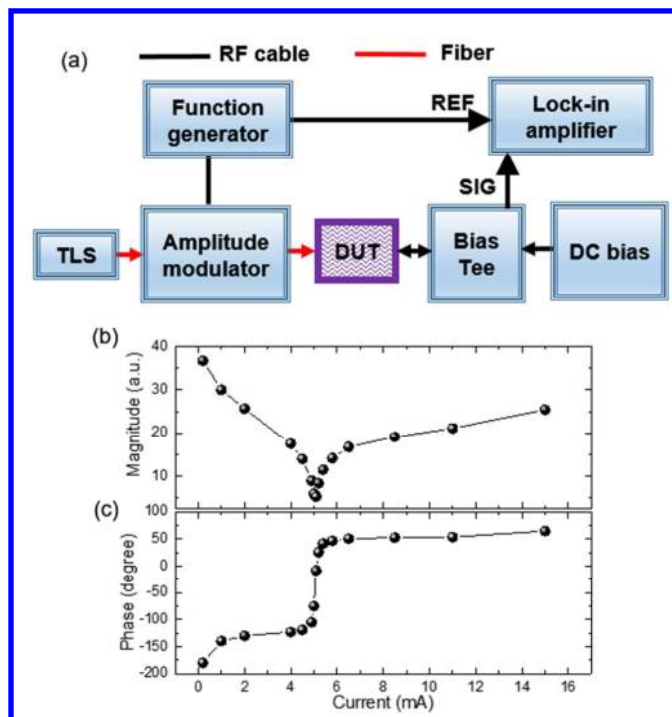 (a)
RF cable Fiber
Function generator
REF
Lock-in amplifier
SIG
TLS
Amplitude modulator
DUT
Bias Tee
DC bias
(b)
Magnitude (a.u.)
40
30
20
10
(c)
Phase (degree)
100
50
0
-50
-100
-150
-200
0 2 4 6 8 10 12 14 16
Current (mA)